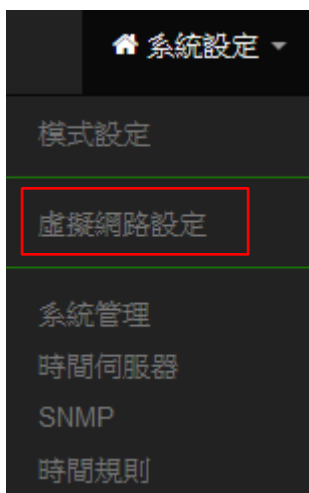 系統設定
模式設定
虛擬網路設定
系統管理
時間伺服器
SNMP
時間規則